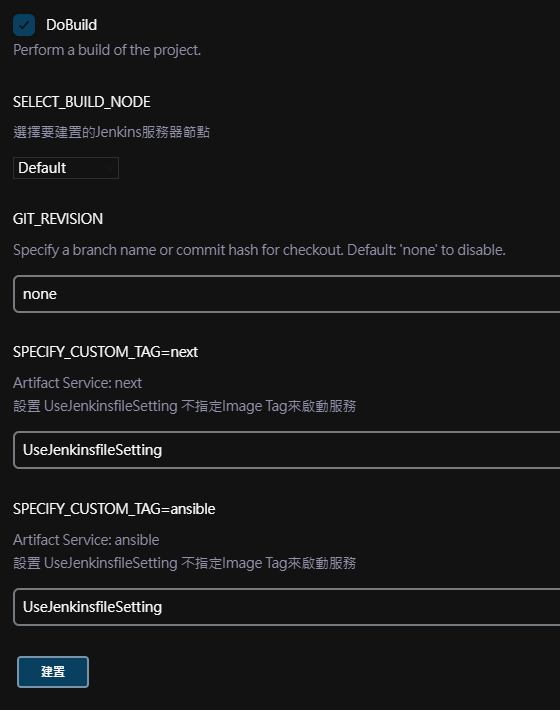 DoBuild
Perform a build of the project.
SELECT_BUILD_NODE
選擇要建置的Jenkins服務器節點
Default
GIT_REVISION
Specify a branch name or commit hash for checkout. Default: 'none' to disable.
none
SPECIFY_CUSTOM_TAG=next
Artifact Service: next
設置 UseJenkinsfileSetting 不指定Image Tag來啟動服務
UseJenkinsfileSetting
SPECIFY_CUSTOM_TAG=ansible
Artifact Service: ansible
設置 UseJenkinsfileSetting 不指定Image Tag來啟動服務
UseJenkinsfileSetting
建置